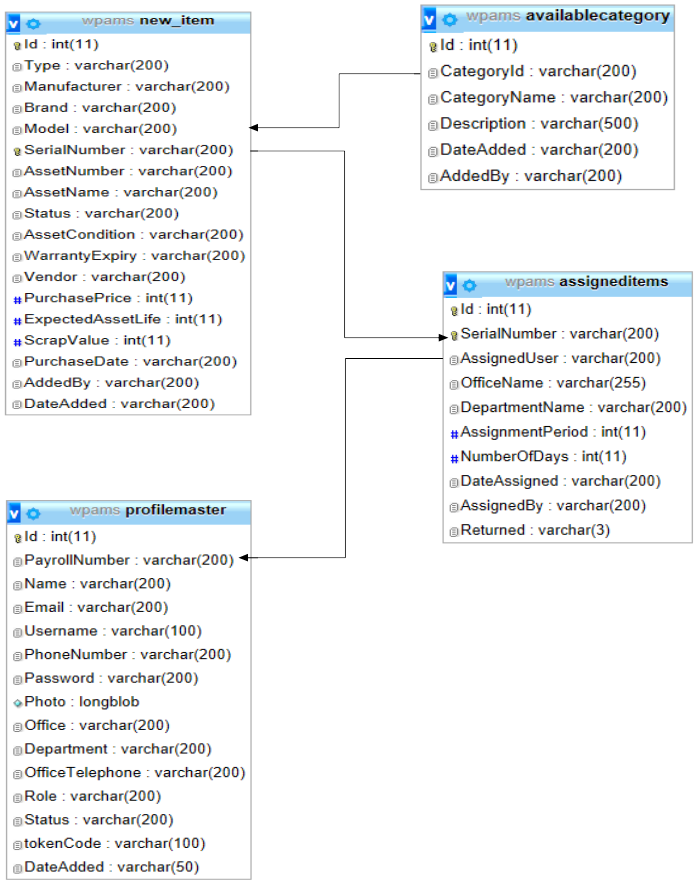 wpams new_item
Id : int(11)
Type : varchar(200)
Manufacturer : varchar(200)
Brand : varchar(200)
Model : varchar(200)
SerialNumber : varchar(200)
AssetNumber : varchar(200)
AssetName : varchar(200)
Status : varchar(200)
AssetCondition : varchar(200)
WarrantyExpiry : varchar(200)
Vendor : varchar(200)
# PurchasePrice : int(11)
# ExpectedAssetLife : int(11)
# ScrapValue : int(11)
PurchaseDate : varchar(200)
AddedBy : varchar(200)
DateAdded : varchar(200)
wpams availablecategory
Id : int(11)
CategoryId : varchar(200)
CategoryName : varchar(200)
Description : varchar(500)
DateAdded : varchar(200)
AddedBy : varchar(200)
wpams assigneditems
Id : int(11)
SerialNumber : varchar(200)
AssignedUser : varchar(200)
OfficeName : varchar(255)
DepartmentName : varchar(200)
# AssignmentPeriod : int(11)
# NumberOfDays : int(11)
DateAssigned : varchar(200)
AssignedBy : varchar(200)
Returned : varchar(3)
wpams profilemaster
Id : int(11)
PayrollNumber : varchar(200)
Name : varchar(200)
Email : varchar(200)
Username : varchar(100)
PhoneNumber : varchar(200)
Password : varchar(200)
Photo : longblob
Office : varchar(200)
Department : varchar(200)
OfficeTelephone : varchar(200)
Role : varchar(200)
Status : varchar(200)
tokenCode : varchar(100)
DateAdded : varchar(50)